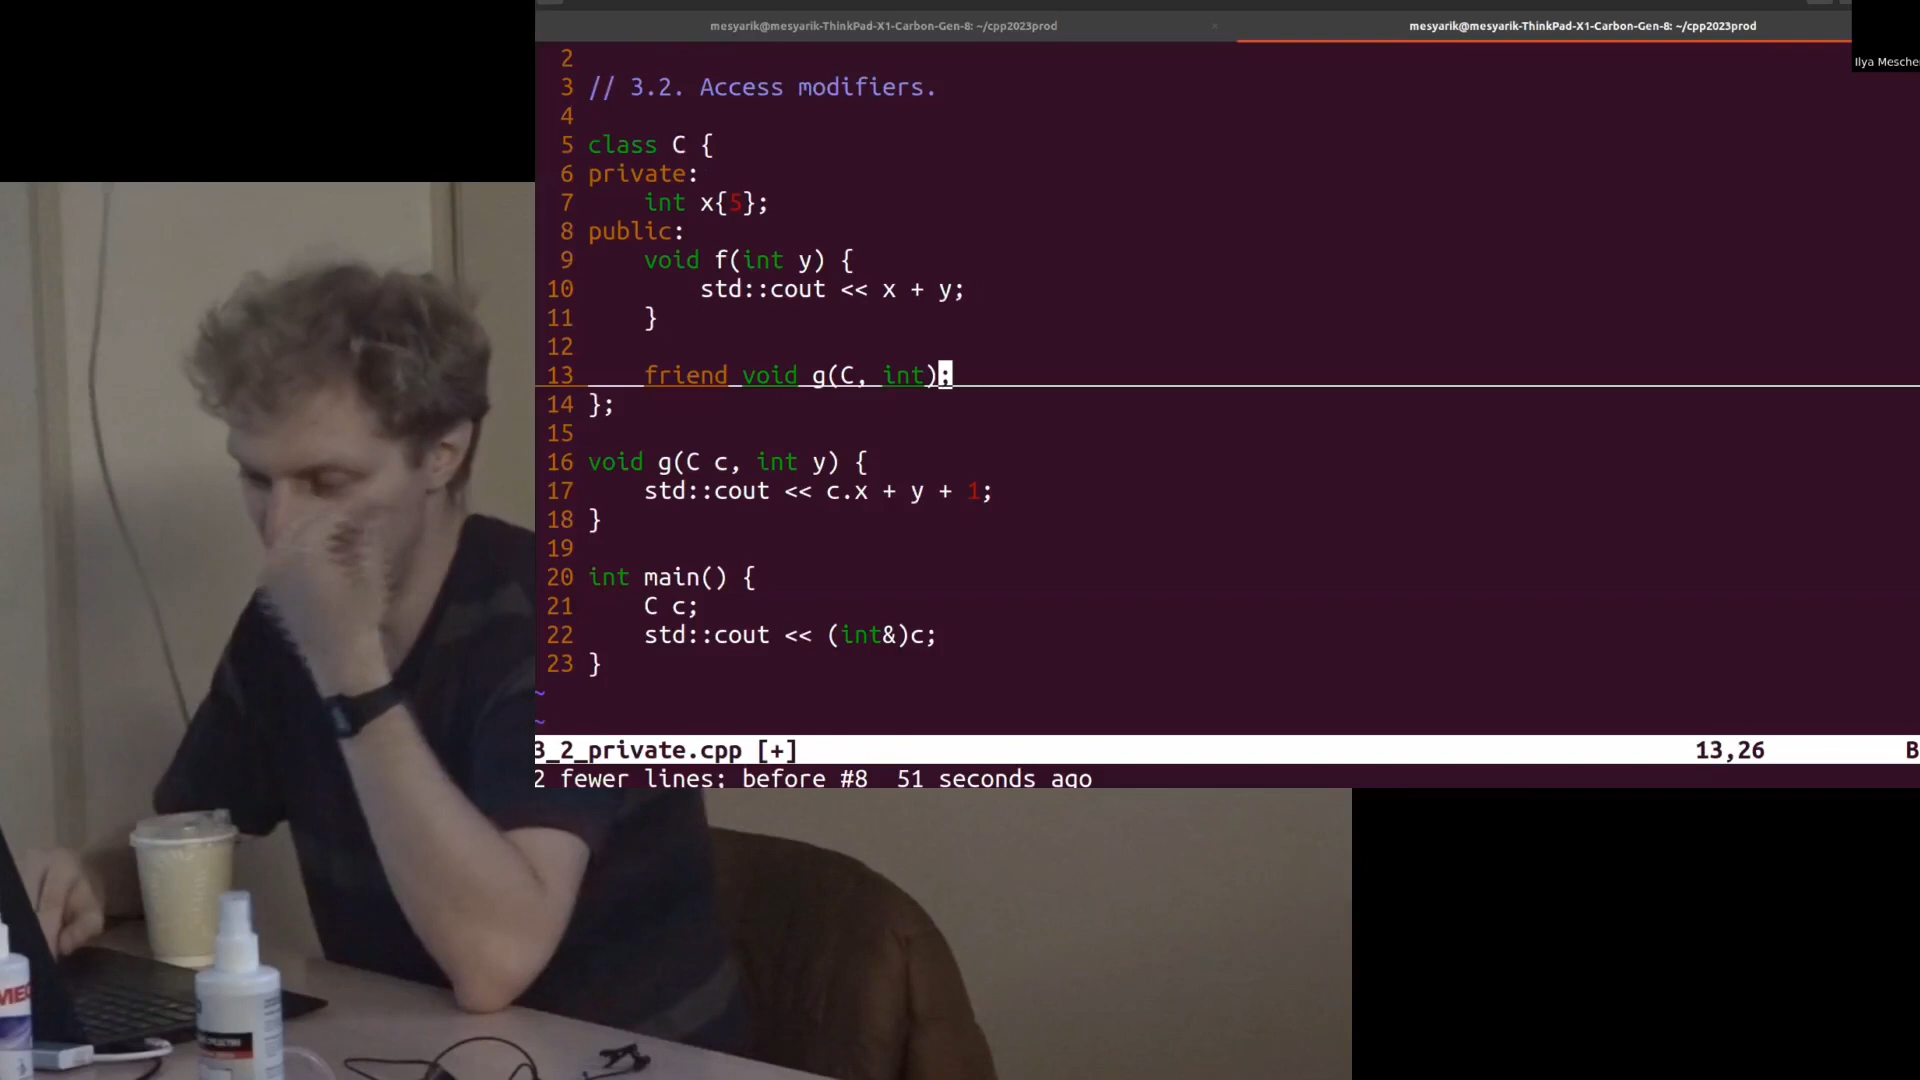 mesyarik@mesyarik-ThinkPad-X1-Carbon-Gen-8: ~/cpp2023prod × mesyarik@mesyarik-ThinkPad-X1-Carbon-Gen-8: ~/cpp2023prod
Ilya Mesche
2
3 // 3.2. Access modifiers.
4
5 class C {
6 private:
7     int x{5};
8 public:
9     void f(int y) {
10         std::cout << x + y;
11     }
12
13     friend void g(C, int);
14 };
15
16 void g(C c, int y) {
17     std::cout << c.x + y + 1;
18 }
19
20 int main() {
21     C c;
22     std::cout << (int&)c;
23 }
~
~
3_2_private.cpp [+] 13,26 B
2 fewer lines; before #8  51 seconds ago